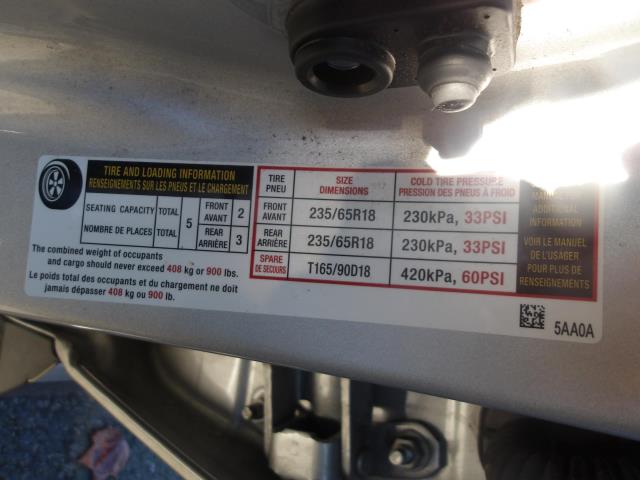 TIRE AND LOADING INFORMATION
RENSEIGNEMENTS SUR LES PNEUS ET LE CHARGEMENT
SEATING CAPACITY TOTAL 5 FRONT AVANT 2
NOMBRE DE PLACES TOTAL REAR ARRIÈRE 3
The combined weight of occupants
and cargo should never exceed 408 kg or 900 lbs.
Le poids total des occupants et du chargement ne doit
jamais dépasser 408 kg ou 900 lb.
TIRE PNEU SIZE DIMENSIONS COLD TIRE PRESSURE PRESSION DES PNEUS À FROID
FRONT AVANT 235/65R18 230kPa, 33PSI
REAR ARRIÈRE 235/65R18 230kPa, 33PSI
SPARE DE SECOURS T165/90D18 420kPa, 60PSI
ADDITIONAL
INFORMATION
VOIR LE MANUEL
DE L'USAGER
POUR PLUS DE
RENSEIGNEMENTS
5AA0A